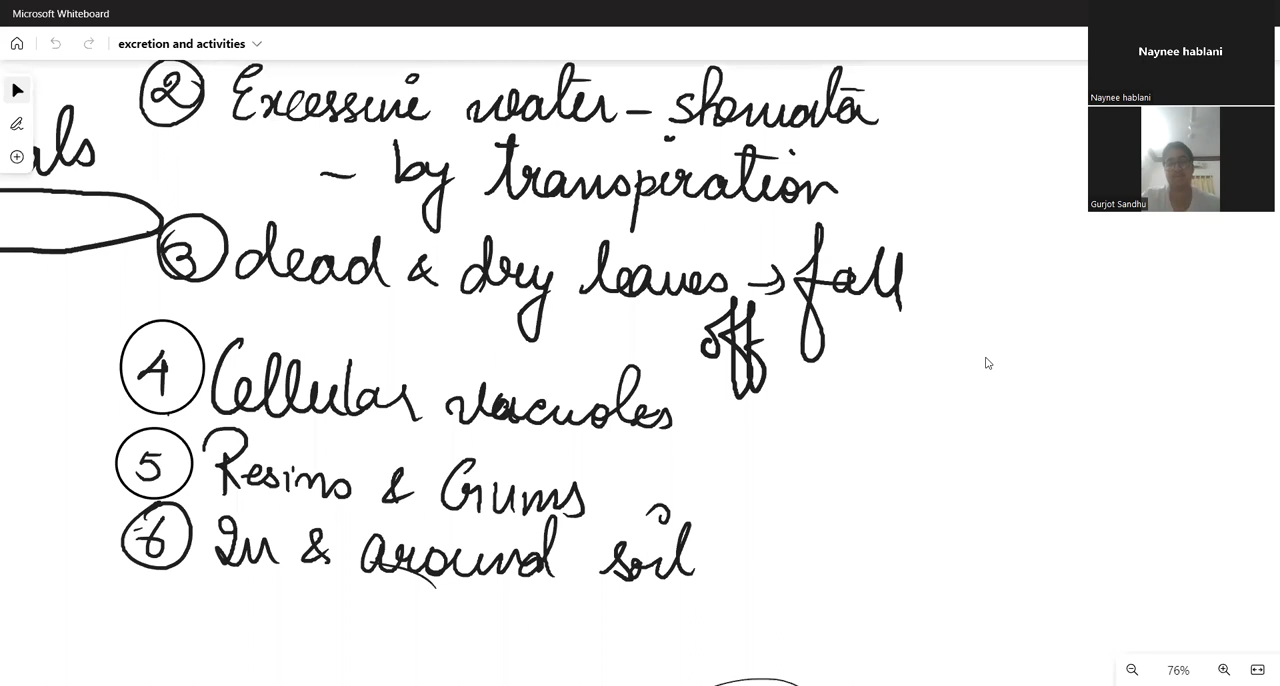 Microsoft Whiteboard
excretion and activities
Naynee hablani
Naynee hablani
Gurjot Sandhu
② Excessive water - stomata
- by transpiration
③ dead & dry leaves → fall
off
④ Cellular vacuoles
⑤ Resins & Gums
⑥ In & around soil
76%